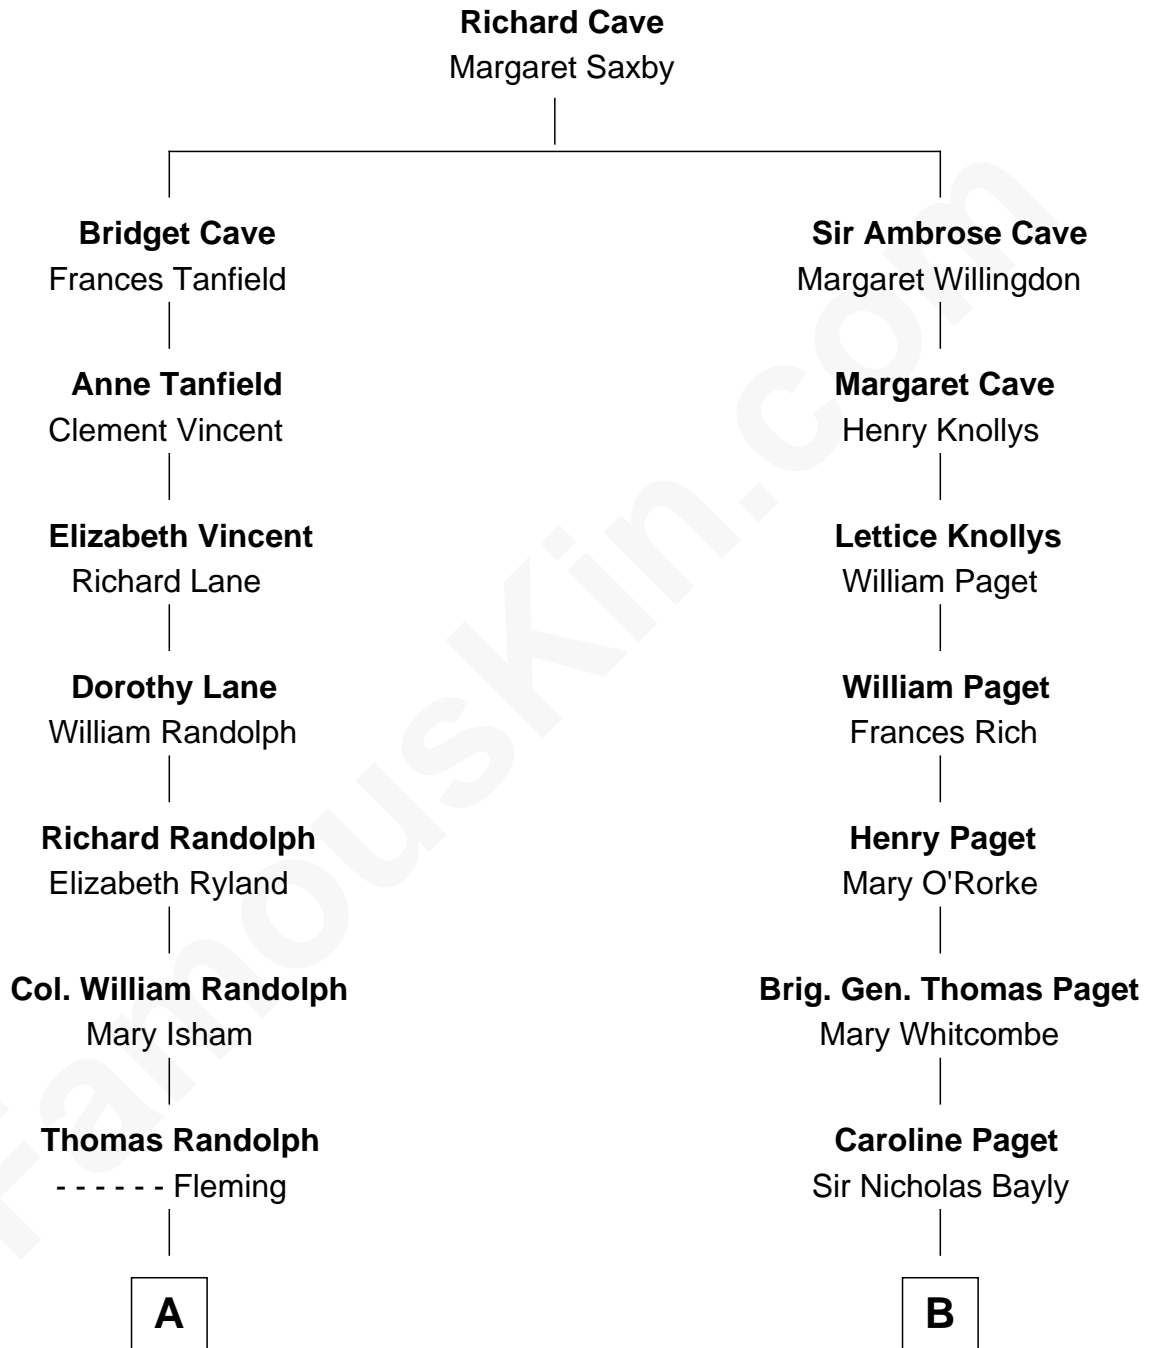 Richard Cave
Margaret Saxby
Bridget Cave
Frances Tanfield
Sir Ambrose Cave
Margaret Willingdon
Anne Tanfield
Clement Vincent
Margaret Cave
Henry Knollys
Elizabeth Vincent
Richard Lane
Lettice Knollys
William Paget
Dorothy Lane
William Randolph
William Paget
Frances Rich
Richard Randolph
Elizabeth Ryland
Henry Paget
Mary O'Rorke
Col. William Randolph
Mary Isham
Brig. Gen. Thomas Paget
Mary Whitcombe
Thomas Randolph
- - - - - - Fleming
Caroline Paget
Sir Nicholas Bayly
A
B
FamousKin.com